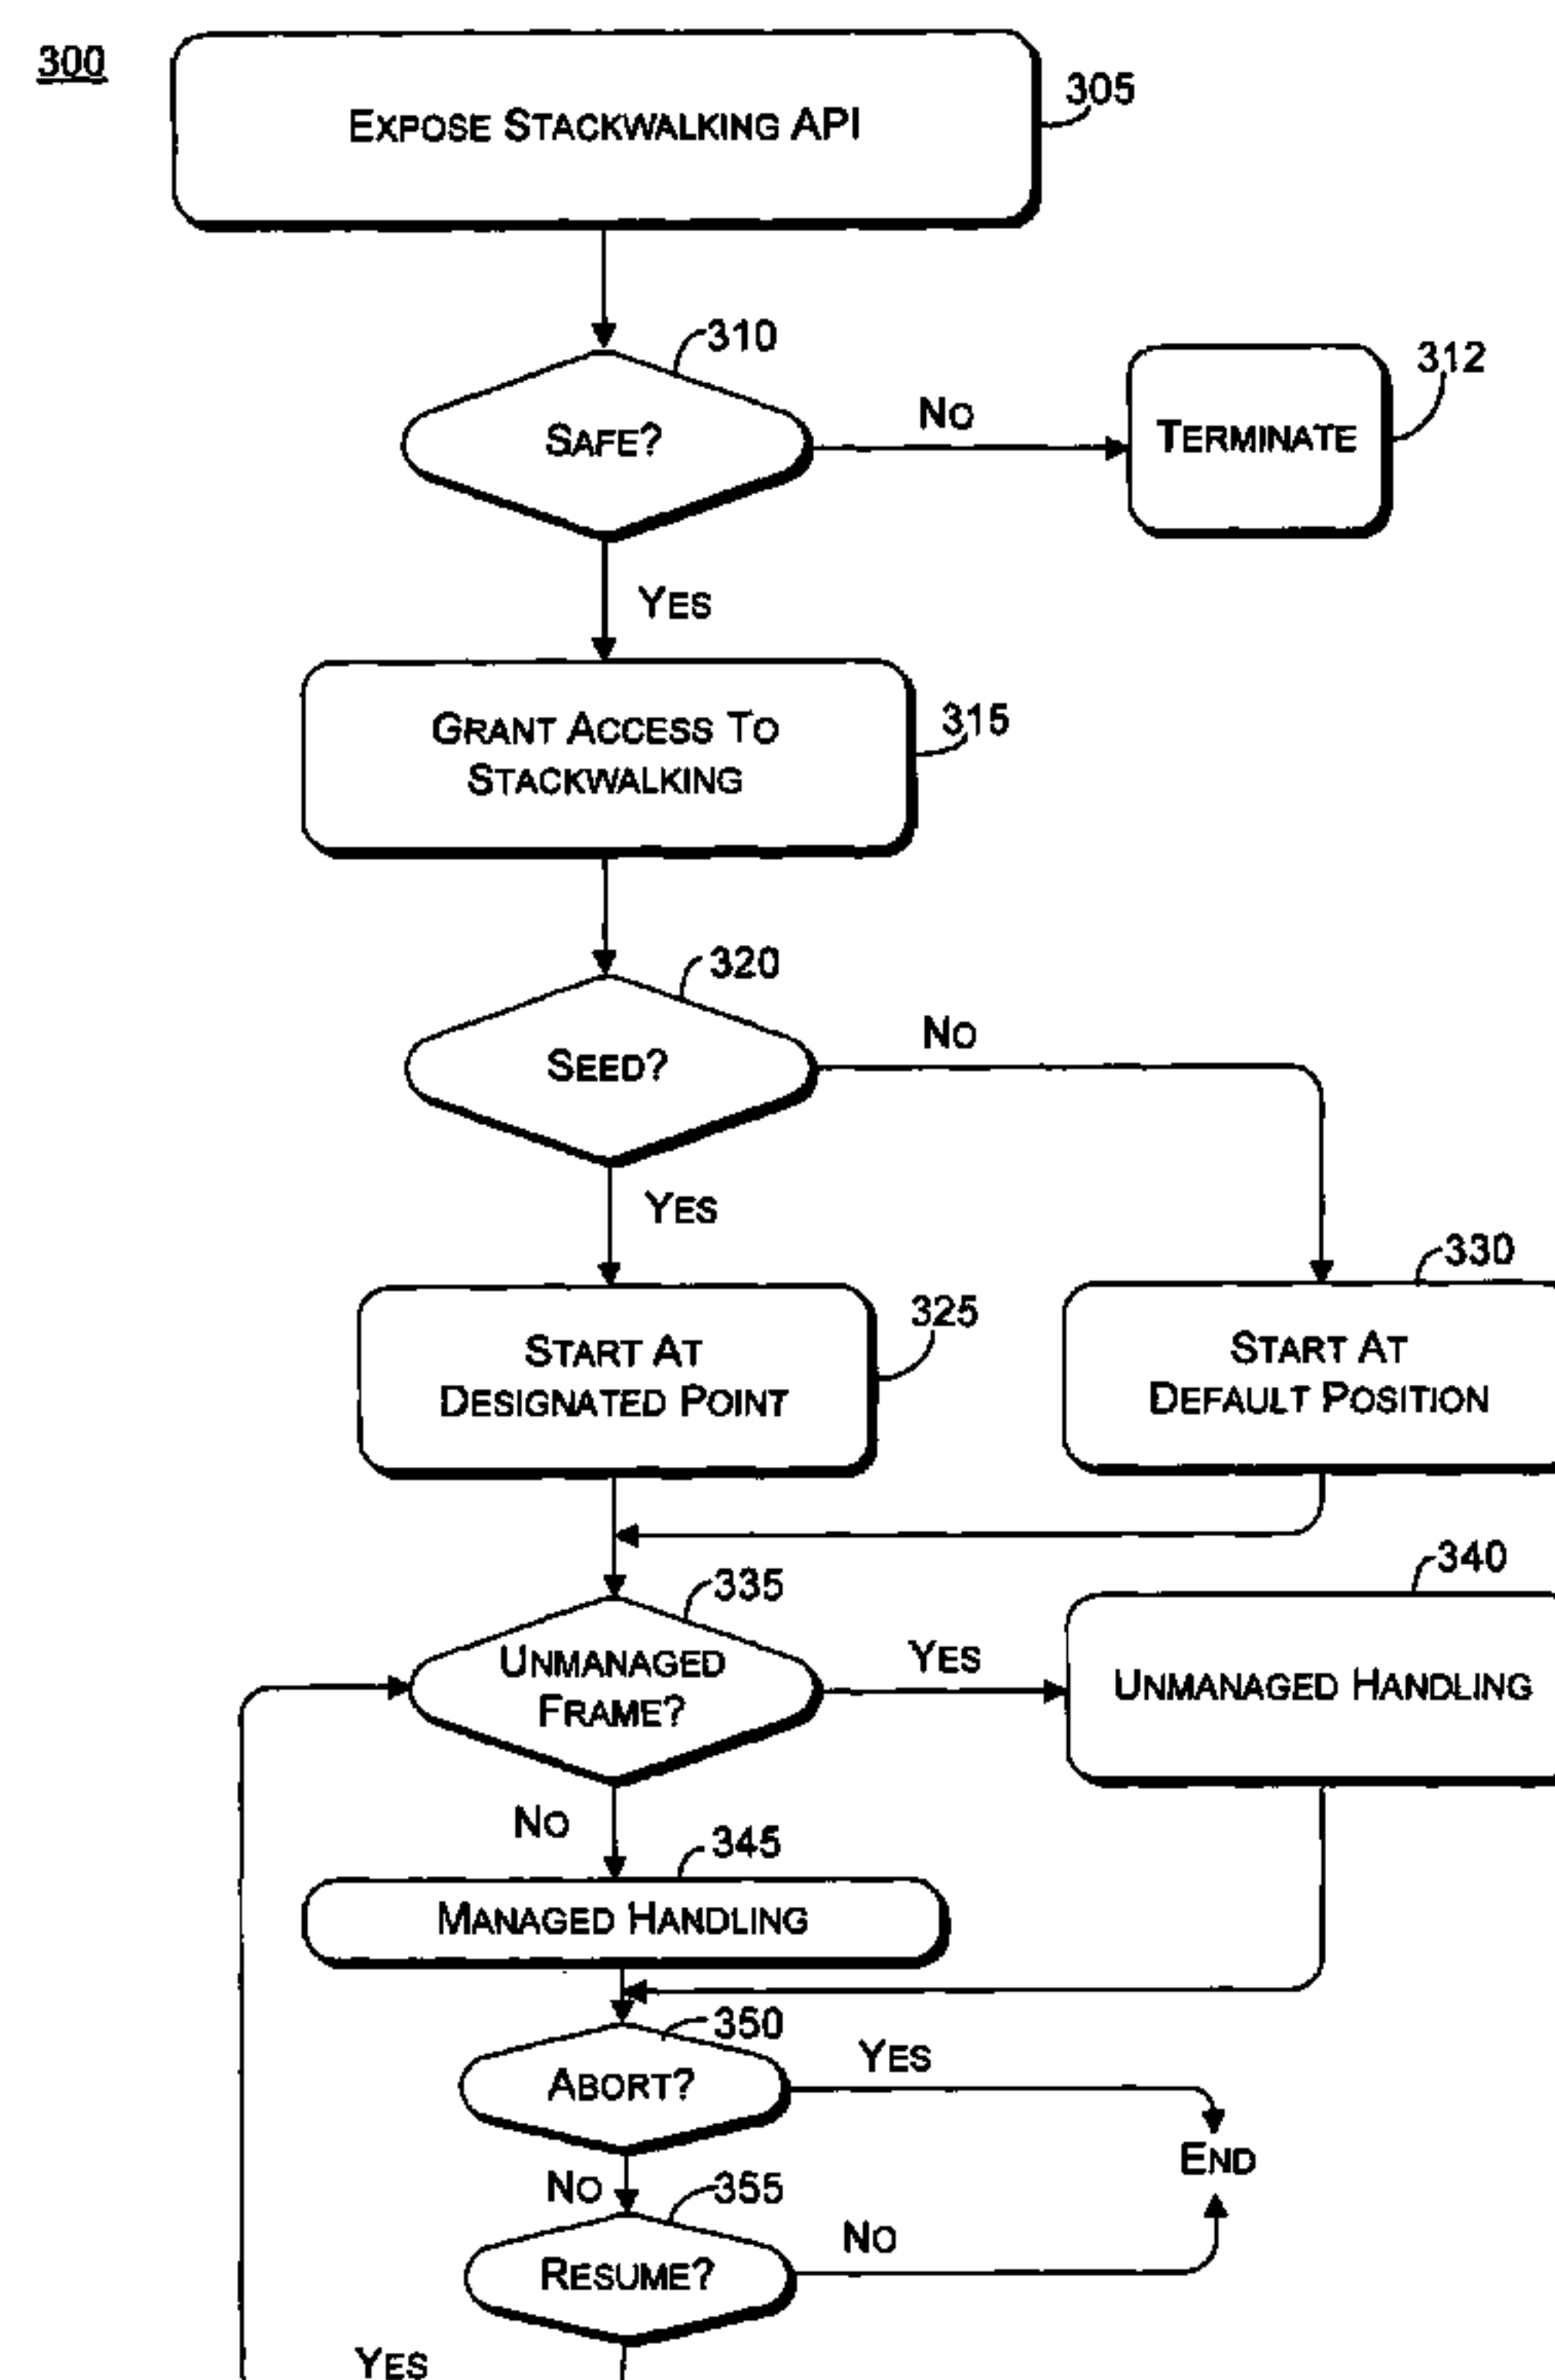 300
EXPOSE STACKWALKING API
305
310
SAFE?
NO
TERMINATE
312
YES
GRANT ACCESS TO
STACKWALKING
315
320
SEED?
NO
YES
START AT
DESIGNATED POINT
325
330
START AT
DEFAULT POSITION
335
UNMANAGED
FRAME?
YES
340
UNMANAGED HANDLING
NO
345
MANAGED HANDLING
350
ABORT?
YES
END
NO
355
RESUME?
NO
YES